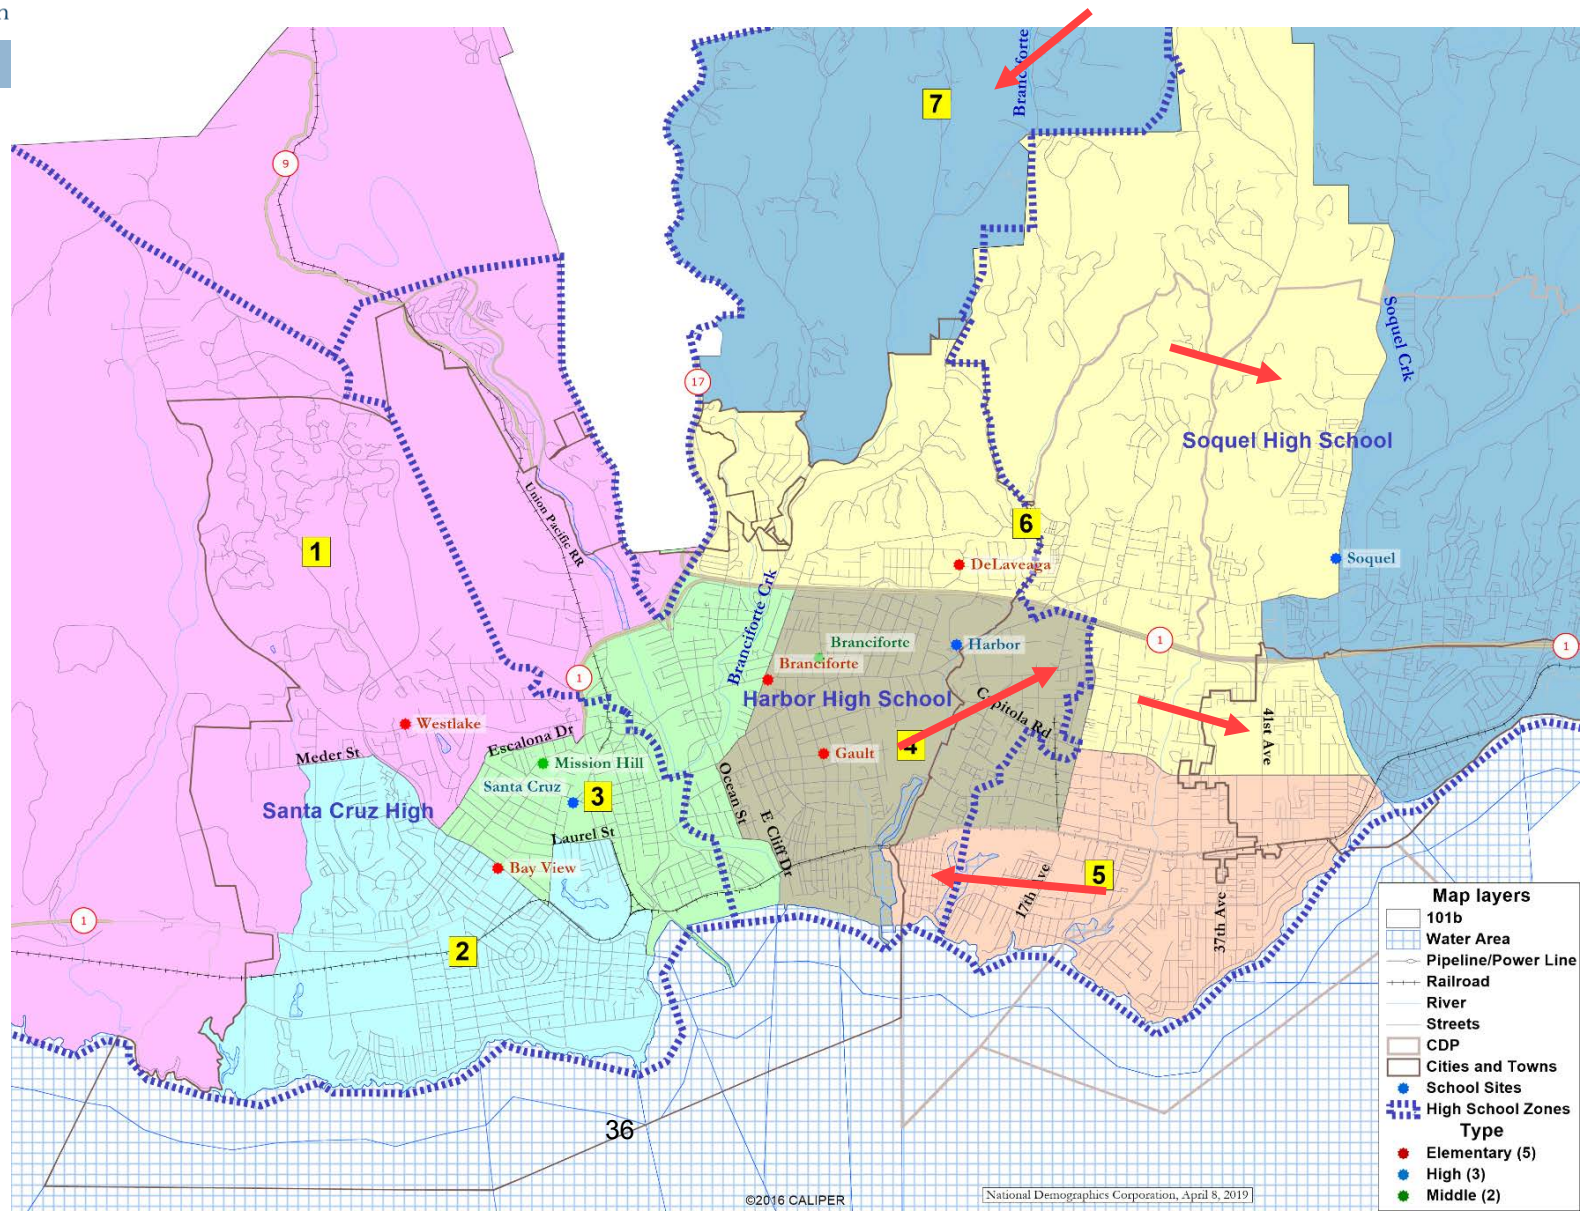 n
Branciforte
7
9
Soquel Crk
17
Soquel High School
Union Pacific RR
1
6
DeLaveaga
Soquel
Branciforte Crk
1
1
Branciforte
Harbor
Branciforte
1
Harbor High School
Capitola Rd
Westlake
Escalona Dr
41st Ave
Meder St
4
Gault
Mission Hill
Santa Cruz
3
Santa Cruz High
Ocean St
E Cliff Dr
Laurel St
Bay View
5
17th Ave
37th Ave
1
2
Map layers
101b
Water Area
Pipeline/Power Line
Railroad
River
Streets
CDP
Cities and Towns
School Sites
High School Zones
Type
Elementary (5)
High (3)
Middle (2)
36
©2016 CALIPER
National Demographics Corporation, April 8, 2019